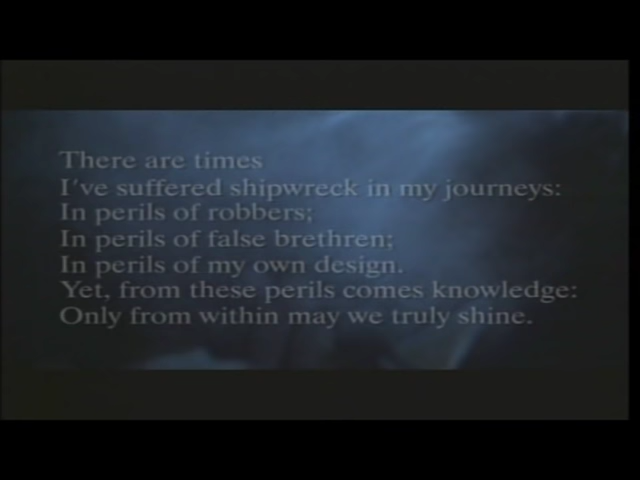 There are times
I've suffered shipwreck in my journeys:
In perils of robbers;
In perils of false brethren;
In perils of my own design.
Yet, from these perils comes knowledge:
Only from within may we truly shine.